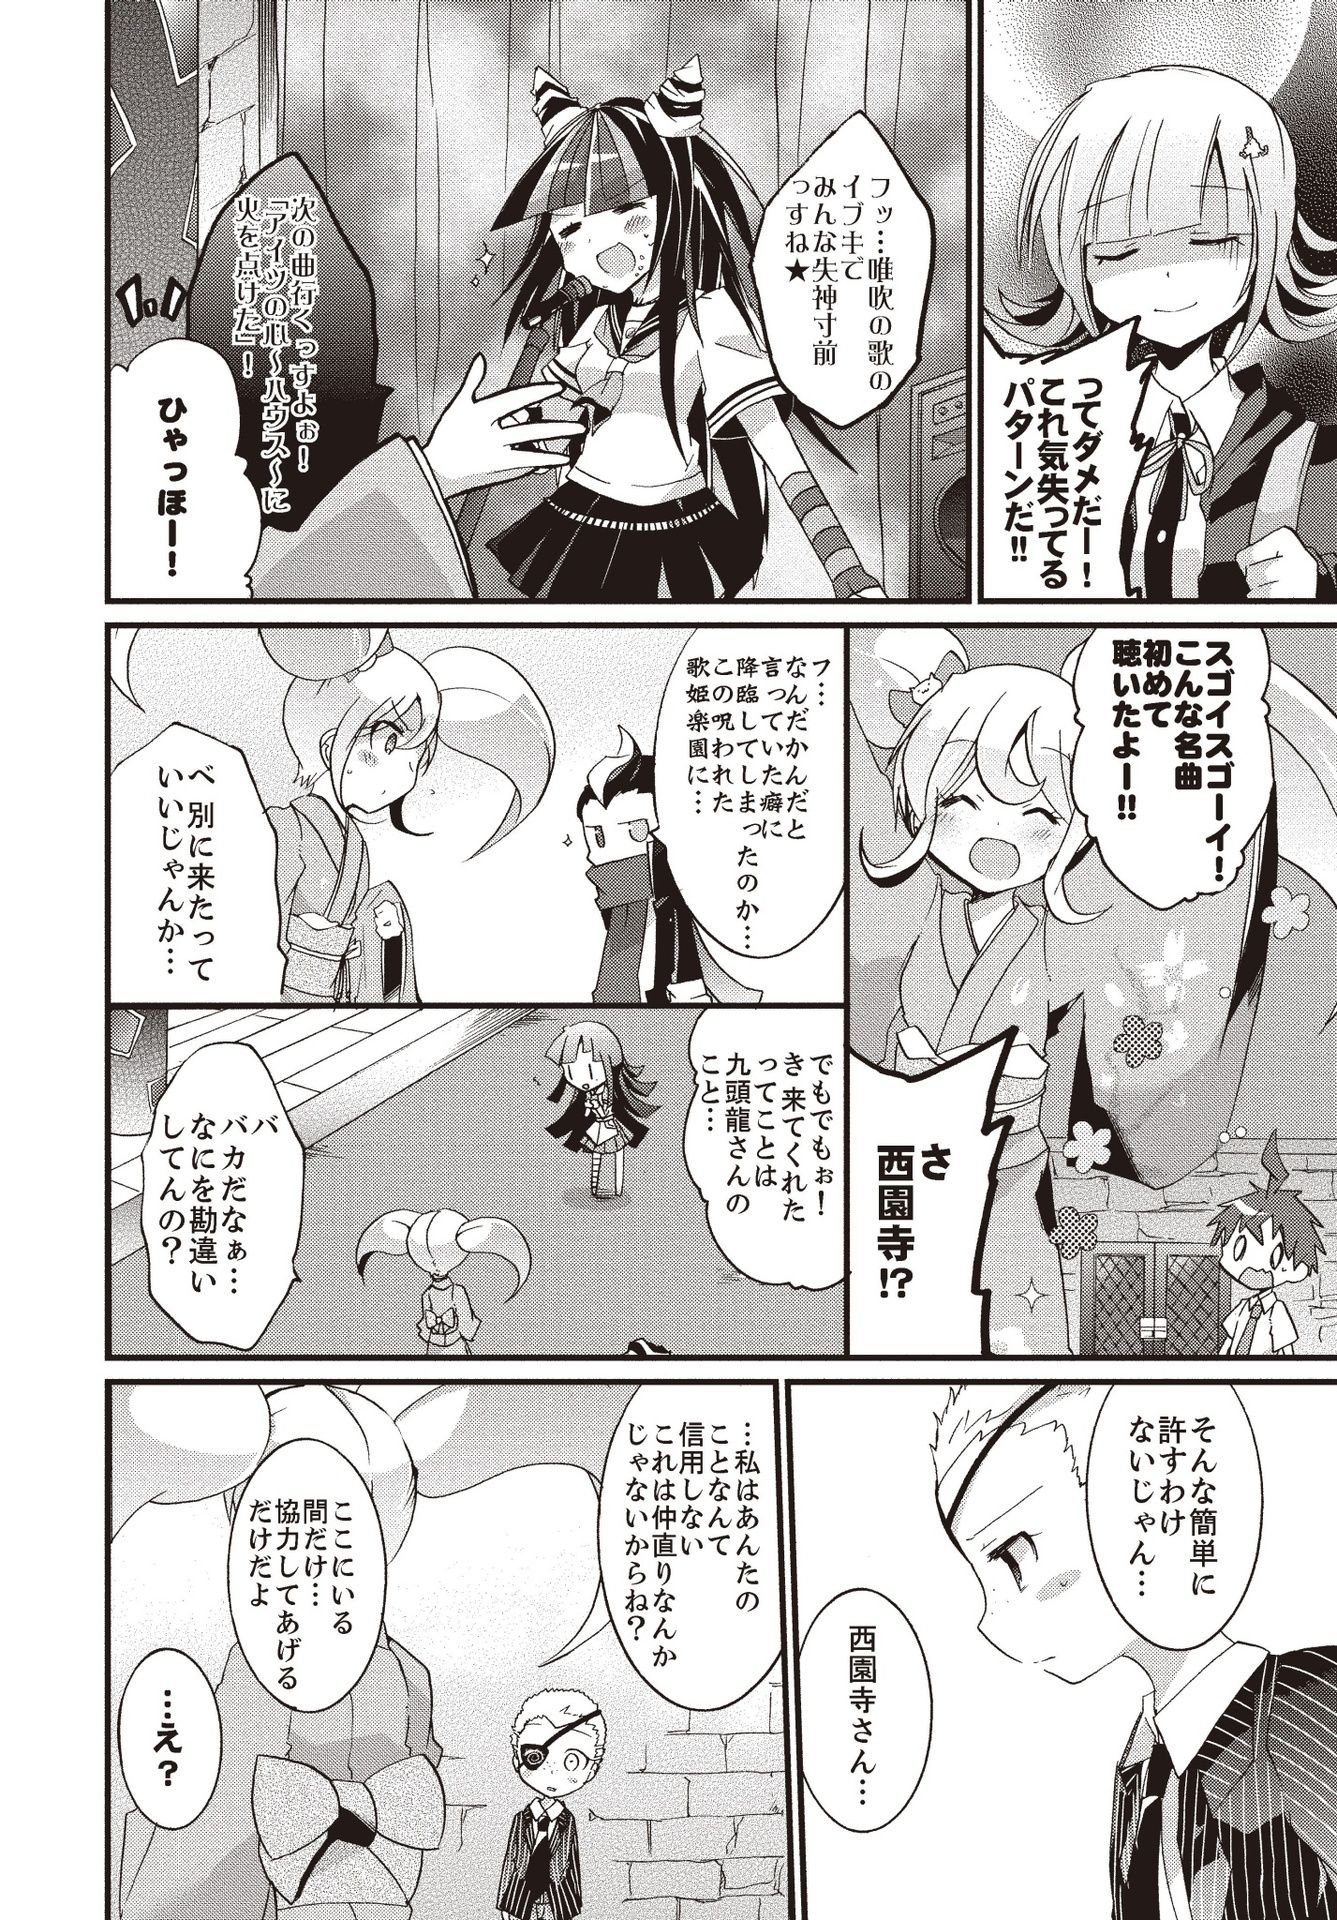 ってダメだー！
これ気失ってる
パターンだ!!
フッ…唯吹の歌の
イブキで
みんな失神寸前
っすね★
次の曲行くっすよぉ！
『アイツの心～ハウス～に
火を点けた』！
ひゃっほー！
スゴイスゴーイ！
こんな名曲
初めて
聴いたよー!!
さ
西園寺!?
フ…
なんだかんだと
言っていた癖に
降臨してしまったのか…
この呪われた
歌姫楽園に…
べ 別に来たって
いいじゃんか…
でもでもぉ！
き 来てくれた
ってことは
九頭龍さんの
こと…
バ
バカだなぁ…
なにを勘違い
してんの？
そんな簡単に
許すわけ
ないじゃん…
西園寺さん…
…私はあんたの
ことなんて
信用しない
これは仲直りなんか
じゃないからね？
ここにいる
間だけ…
協力してあげる
だけだよ
…え？